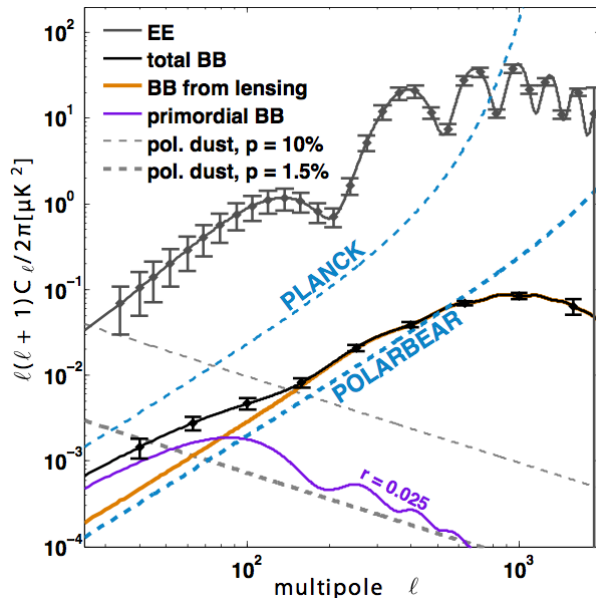 EE
total BB
BB from lensing
primordial BB
pol. dust, p = 10%
pol. dust, p = 1.5%
PLANCK
POLARBEAR
r = 0.025
ℓ(ℓ + 1)C ℓ/2π[μK ²]
10²
10¹
10⁰
10⁻¹
10⁻²
10⁻³
10⁻⁴
10²
10³
multipole ℓ